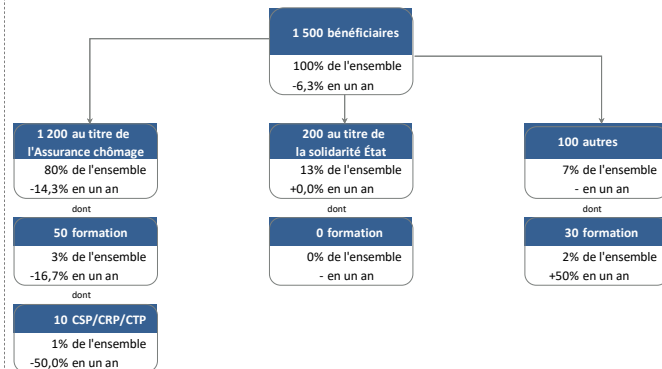 1 500 bénéficiaires
100% de l'ensemble
-6,3% en un an
1 200 au titre de
l'Assurance chômage
80% de l'ensemble
-14,3% en un an
dont
50 formation
3% de l'ensemble
-16,7% en un an
dont
10 CSP/CRP/CTP
1% de l'ensemble
-50,0% en un an
200 au titre de
la solidarité État
13% de l'ensemble
+0,0% en un an
dont
0 formation
0% de l'ensemble
- en un an
100 autres
7% de l'ensemble
- en un an
dont
30 formation
2% de l'ensemble
+50% en un an